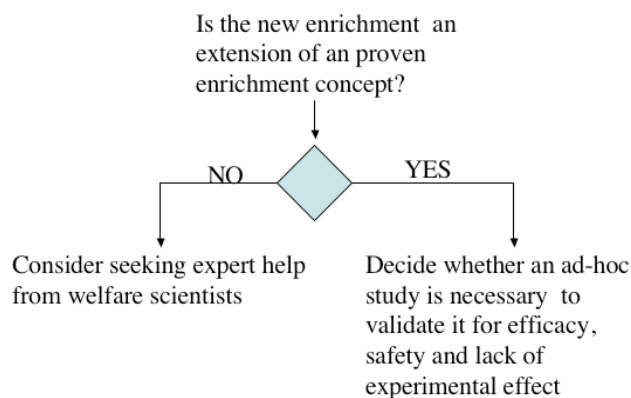 Is the new enrichment an
extension of an proven
enrichment concept?
NO
YES
Consider seeking expert help
from welfare scientists
Decide whether an ad-hoc
study is necessary to
validate it for efficacy,
safety and lack of
experimental effect